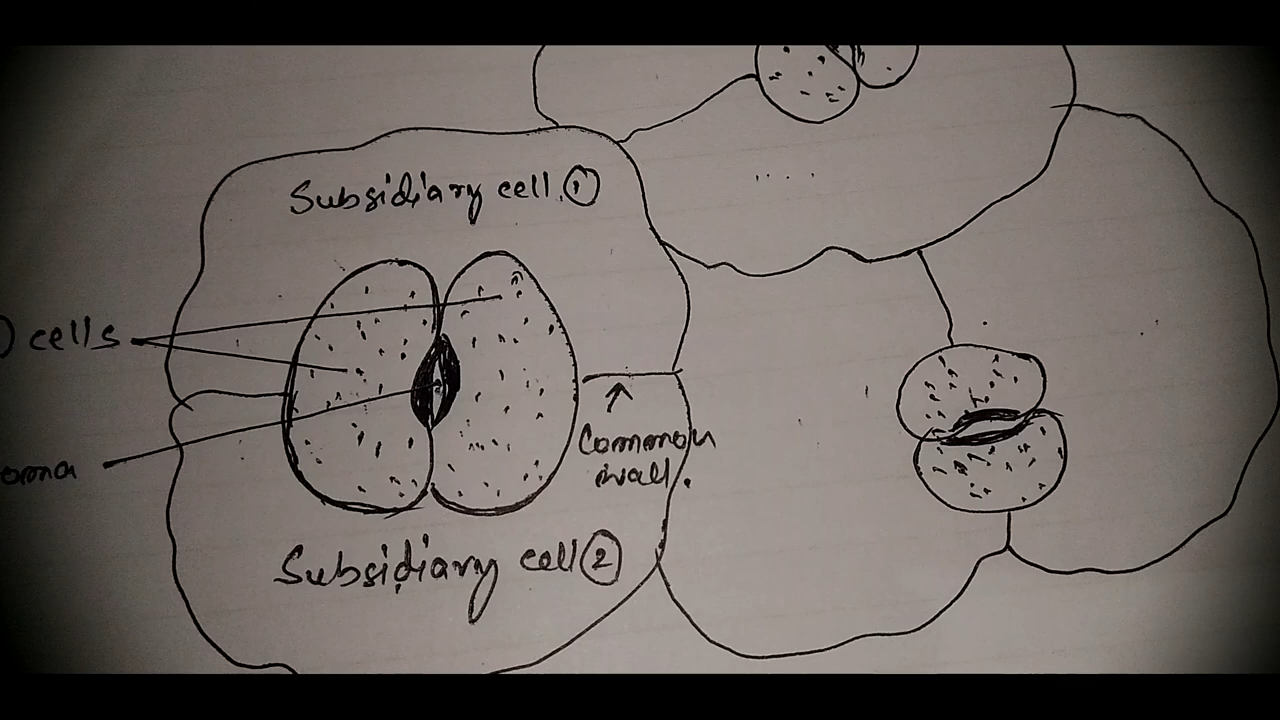 Subsidiary cell. ①
) cells
oma
Common
wall.
Subsidiary cell ②